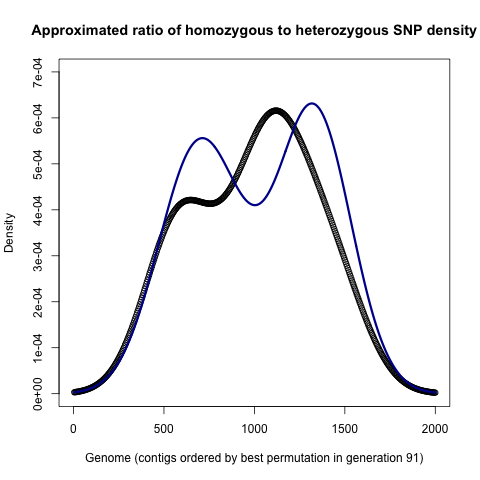 Approximated ratio of homozygous to heterozygous SNP density
7e-04
6e-04
5e-04
4e-04
3e-04
2e-04
1e-04
0e+00
Density
0 500 1000 1500 2000
Genome (contigs ordered by best permutation in generation 91)